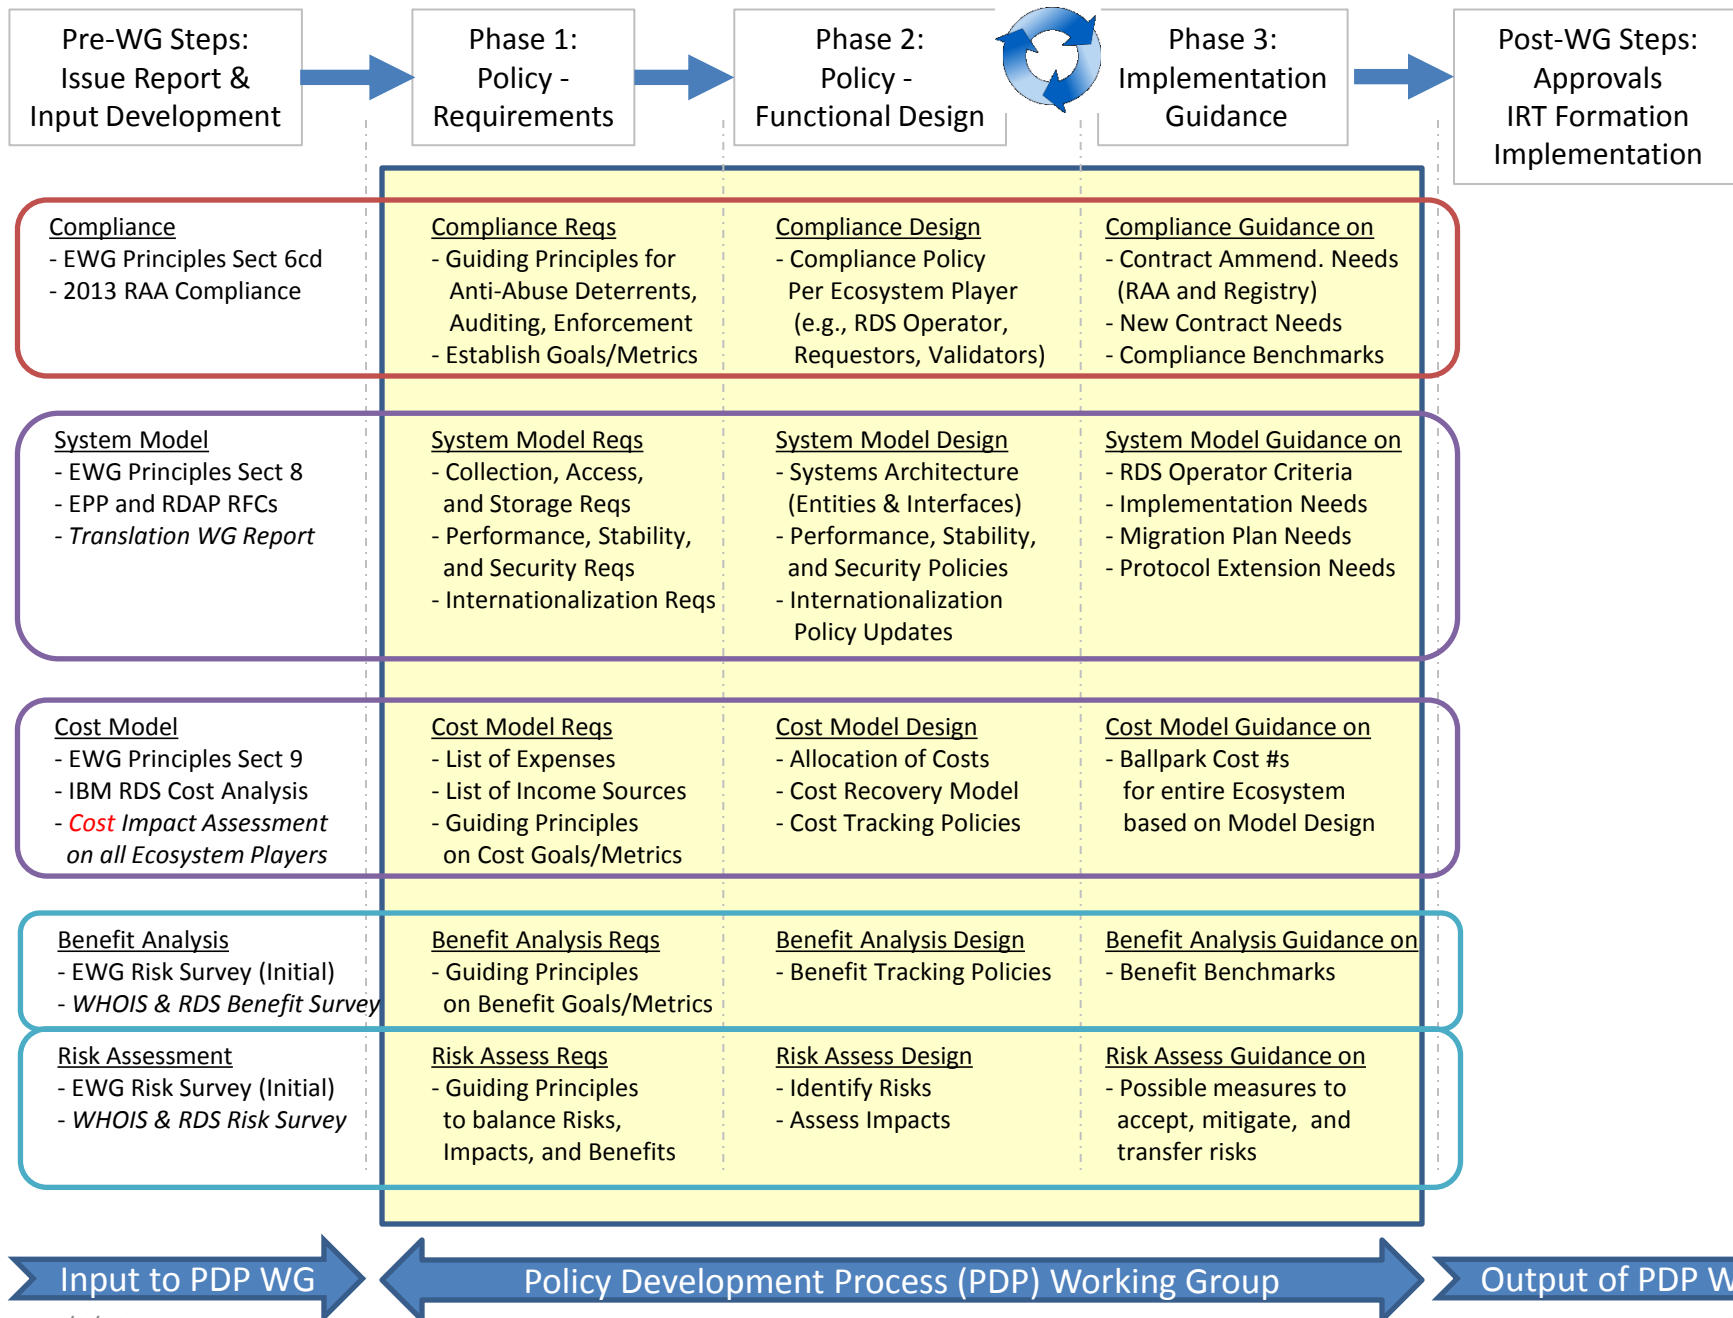 Pre-WG Steps:
Issue Report &
Input Development
Phase 1:
Policy -
Requirements
Phase 2:
Policy -
Functional Design
Phase 3:
Implementation
Guidance
Post-WG Steps:
Approvals
IRT Formation
Implementation
Compliance
- EWG Principles Sect 6cd
- 2013 RAA Compliance
Compliance Reqs
- Guiding Principles for
Anti-Abuse Deterrents,
Auditing, Enforcement
- Establish Goals/Metrics
Compliance Design
- Compliance Policy
Per Ecosystem Player
(e.g., RDS Operator,
Requestors, Validators)
Compliance Guidance on
- Contract Ammend. Needs
(RAA and Registry)
- New Contract Needs
- Compliance Benchmarks
System Model
- EWG Principles Sect 8
- EPP and RDAP RFCs
- Translation WG Report
System Model Reqs
- Collection, Access,
and Storage Reqs
- Performance, Stability,
and Security Reqs
- Internationalization Reqs
System Model Design
- Systems Architecture
(Entities & Interfaces)
- Performance, Stability,
and Security Policies
- Internationalization
Policy Updates
System Model Guidance on
- RDS Operator Criteria
- Implementation Needs
- Migration Plan Needs
- Protocol Extension Needs
Cost Model
- EWG Principles Sect 9
- IBM RDS Cost Analysis
- Cost Impact Assessment
on all Ecosystem Players
Cost Model Reqs
- List of Expenses
- List of Income Sources
- Guiding Principles
on Cost Goals/Metrics
Cost Model Design
- Allocation of Costs
- Cost Recovery Model
- Cost Tracking Policies
Cost Model Guidance on
- Ballpark Cost #s
for entire Ecosystem
based on Model Design
Benefit Analysis
- EWG Risk Survey (Initial)
- WHOIS & RDS Benefit Survey
Benefit Analysis Reqs
- Guiding Principles
on Benefit Goals/Metrics
Benefit Analysis Design
- Benefit Tracking Policies
Benefit Analysis Guidance on
- Benefit Benchmarks
Risk Assessment
- EWG Risk Survey (Initial)
- WHOIS & RDS Risk Survey
Risk Assess Reqs
- Guiding Principles
to balance Risks,
Impacts, and Benefits
Risk Assess Design
- Identify Risks
- Assess Impacts
Risk Assess Guidance on
- Possible measures to
accept, mitigate, and
transfer risks
Input to PDP WG
Policy Development Process (PDP) Working Group
Output of PDP W